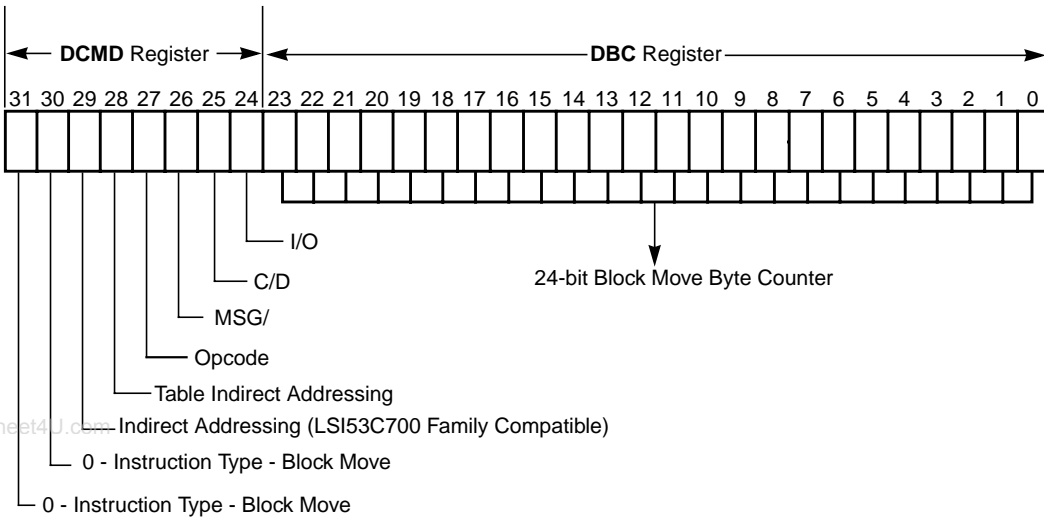 DCMD Register
DBC Register
31 30 29 28 27 26 25 24 23 22 21 20 19 18 17 16 15 14 13 12 11 10 9 8 7 6 5 4 3 2 1 0
I/O
24-bit Block Move Byte Counter
C/D
MSG/
Opcode
Table Indirect Addressing
neet4U.com
Indirect Addressing (LSI53C700 Family Compatible)
0 - Instruction Type - Block Move
0 - Instruction Type - Block Move